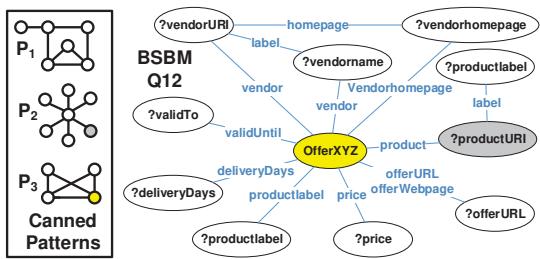 P1
P2
P3
Canned
Patterns
BSBM
Q12
?vendorURI
homepage
?vendorhomepage
label
?vendorname
?productlabel
vendor
Vendorhomepage
vendor
label
?validTo
validUntil
OfferXYZ
product
?productURI
deliveryDays
offerURL
offerWebpage
?deliveryDays
productlabel
price
?offerURL
?productlabel
?price